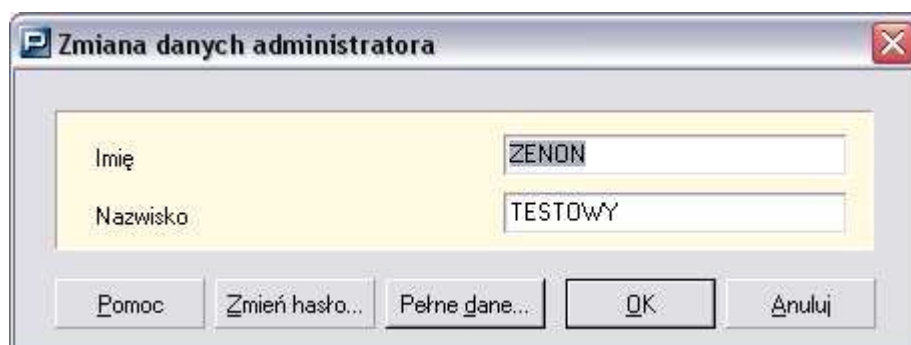 Zmiana danych administratora
Imię ZENON
Nazwisko TESTOWY
Pomoc Zmień hasło... Pełne dane... OK Anuluj